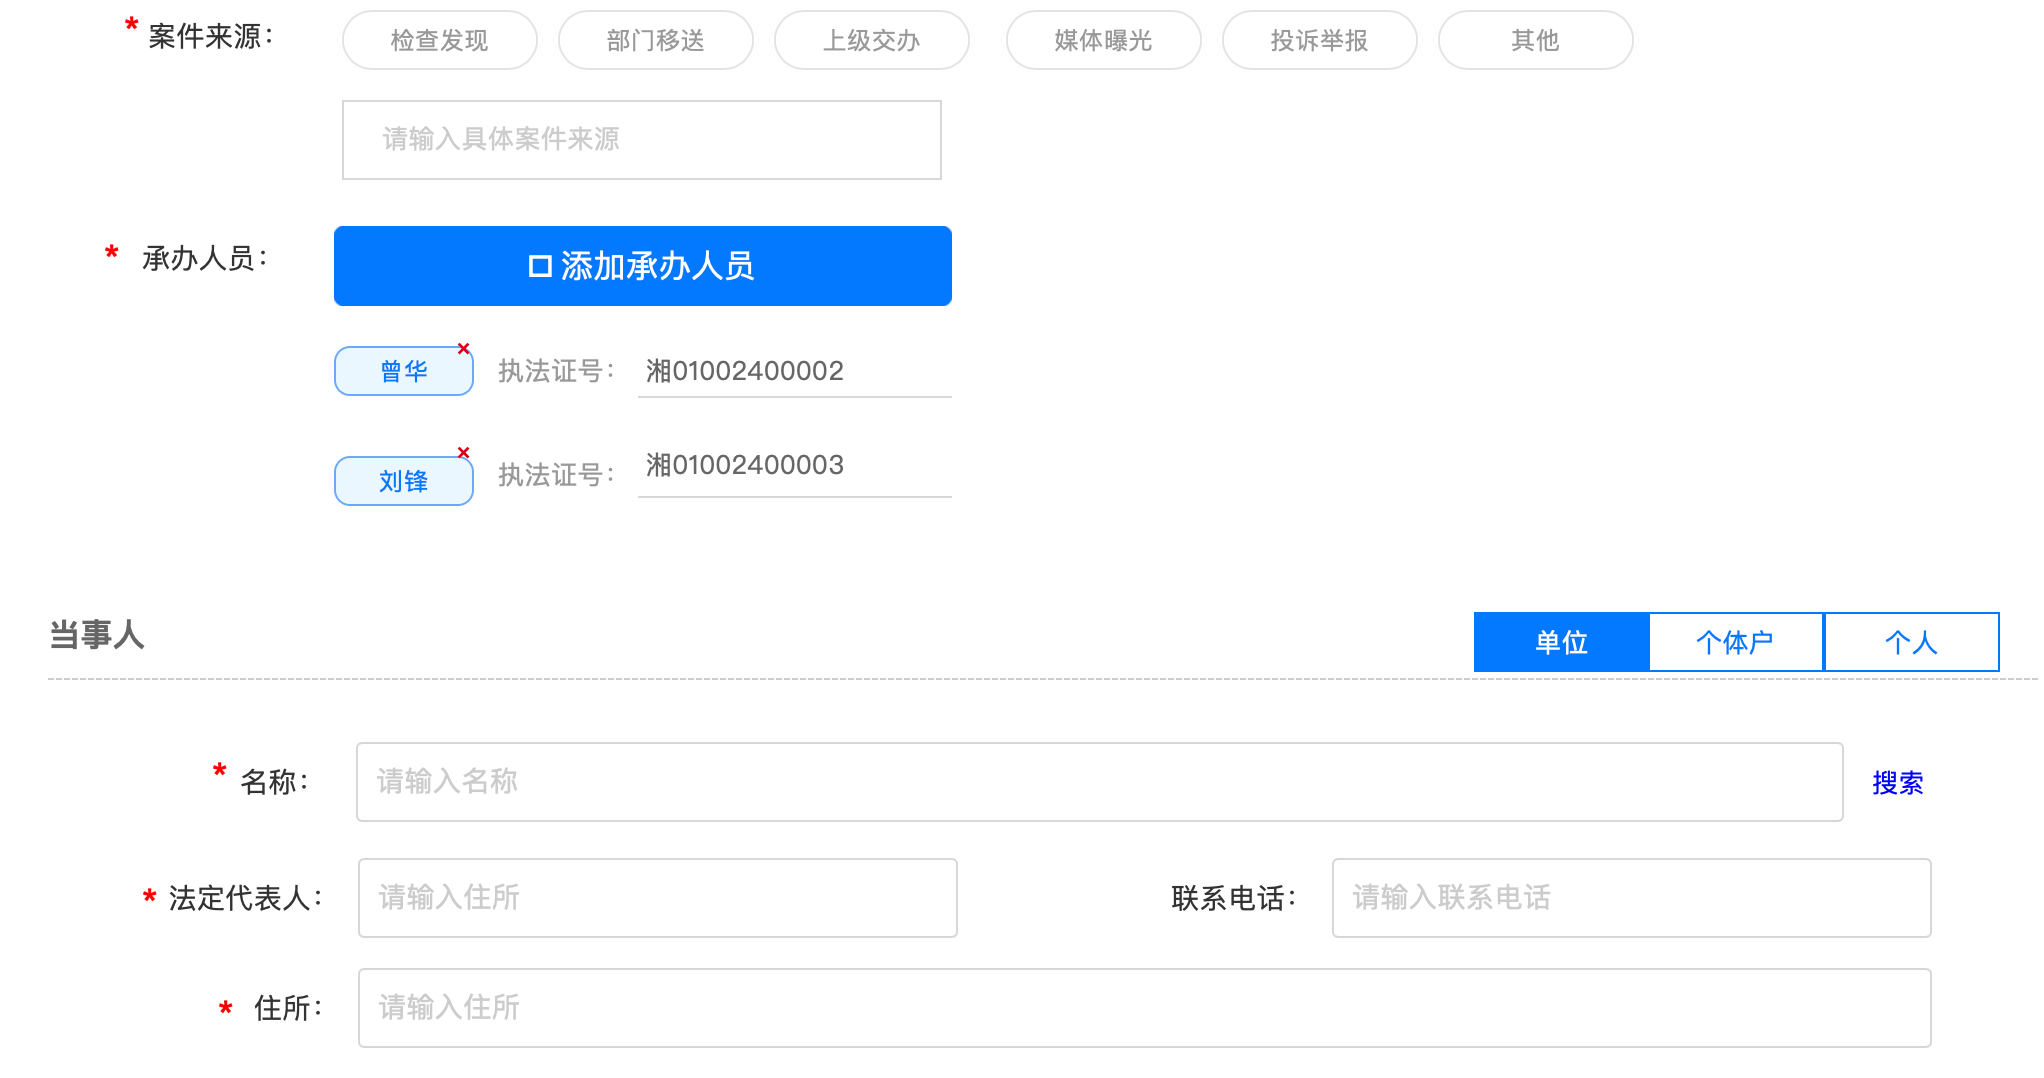 * 案件来源： 检查发现 部门移送 上级交办 媒体曝光 投诉举报 其他
请输入具体案件来源
* 承办人员： 添加承办人员
曾华 × 执法证号： 湘01002400002
刘锋 × 执法证号： 湘01002400003
当事人 单位 个体户 个人
* 名称： 请输入名称 搜索
* 法定代表人： 请输入住所 联系电话： 请输入联系电话
* 住所： 请输入住所